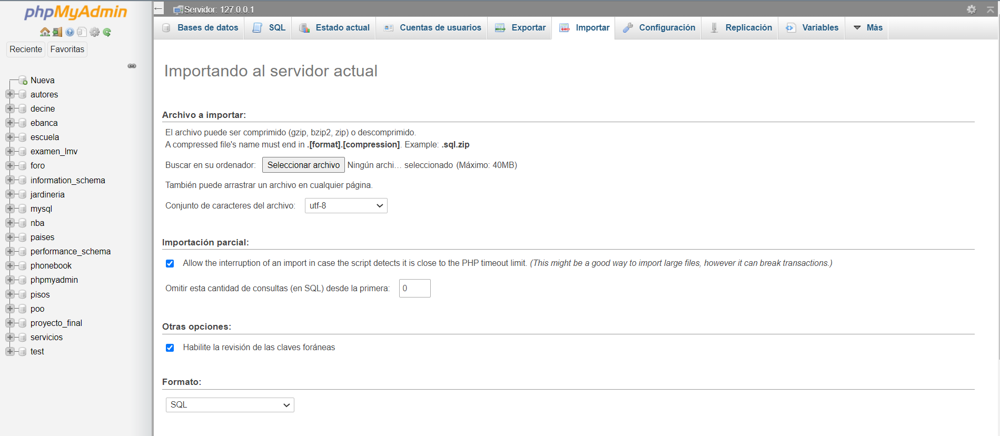 phpMyAdmin
Reciente Favoritas
Nueva
autores
decine
ebanca
escuela
examen_lmv
foro
information_schema
jardineria
mysql
nba
paises
performance_schema
phonebook
phpmyadmin
pisos
poo
proyecto_final
servicios
test
Servidor: 127.0.0.1
Bases de datos SQL Estado actual Cuentas de usuarios Exportar Importar Configuración Replicación Variables Más
Importando al servidor actual
Archivo a importar:
El archivo puede ser comprimido (gzip, bzip2, zip) o descomprimido.
A compressed file's name must end in .[format].[compression]. Example: .sql.zip
Buscar en su ordenador: Seleccionar archivo Ningún archi... seleccionado (Máximo: 40MB)
También puede arrastrar un archivo en cualquier página.
Conjunto de caracteres del archivo: utf-8
Importación parcial:
Allow the interruption of an import in case the script detects it is close to the PHP timeout limit. (This might be a good way to import large files, however it can break transactions.)
Omitir esta cantidad de consultas (en SQL) desde la primera: 0
Otras opciones:
Habilite la revisión de las claves foráneas
Formato:
SQL